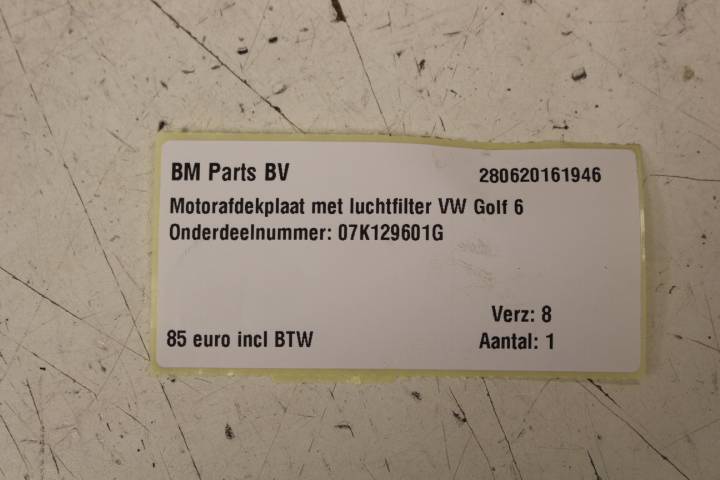 BM Parts BV 280620161946
Motorafdekplaat met luchtfilter VW Golf 6
Onderdeelnummer: 07K129601G
Verz: 8
85 euro incl BTW Aantal: 1